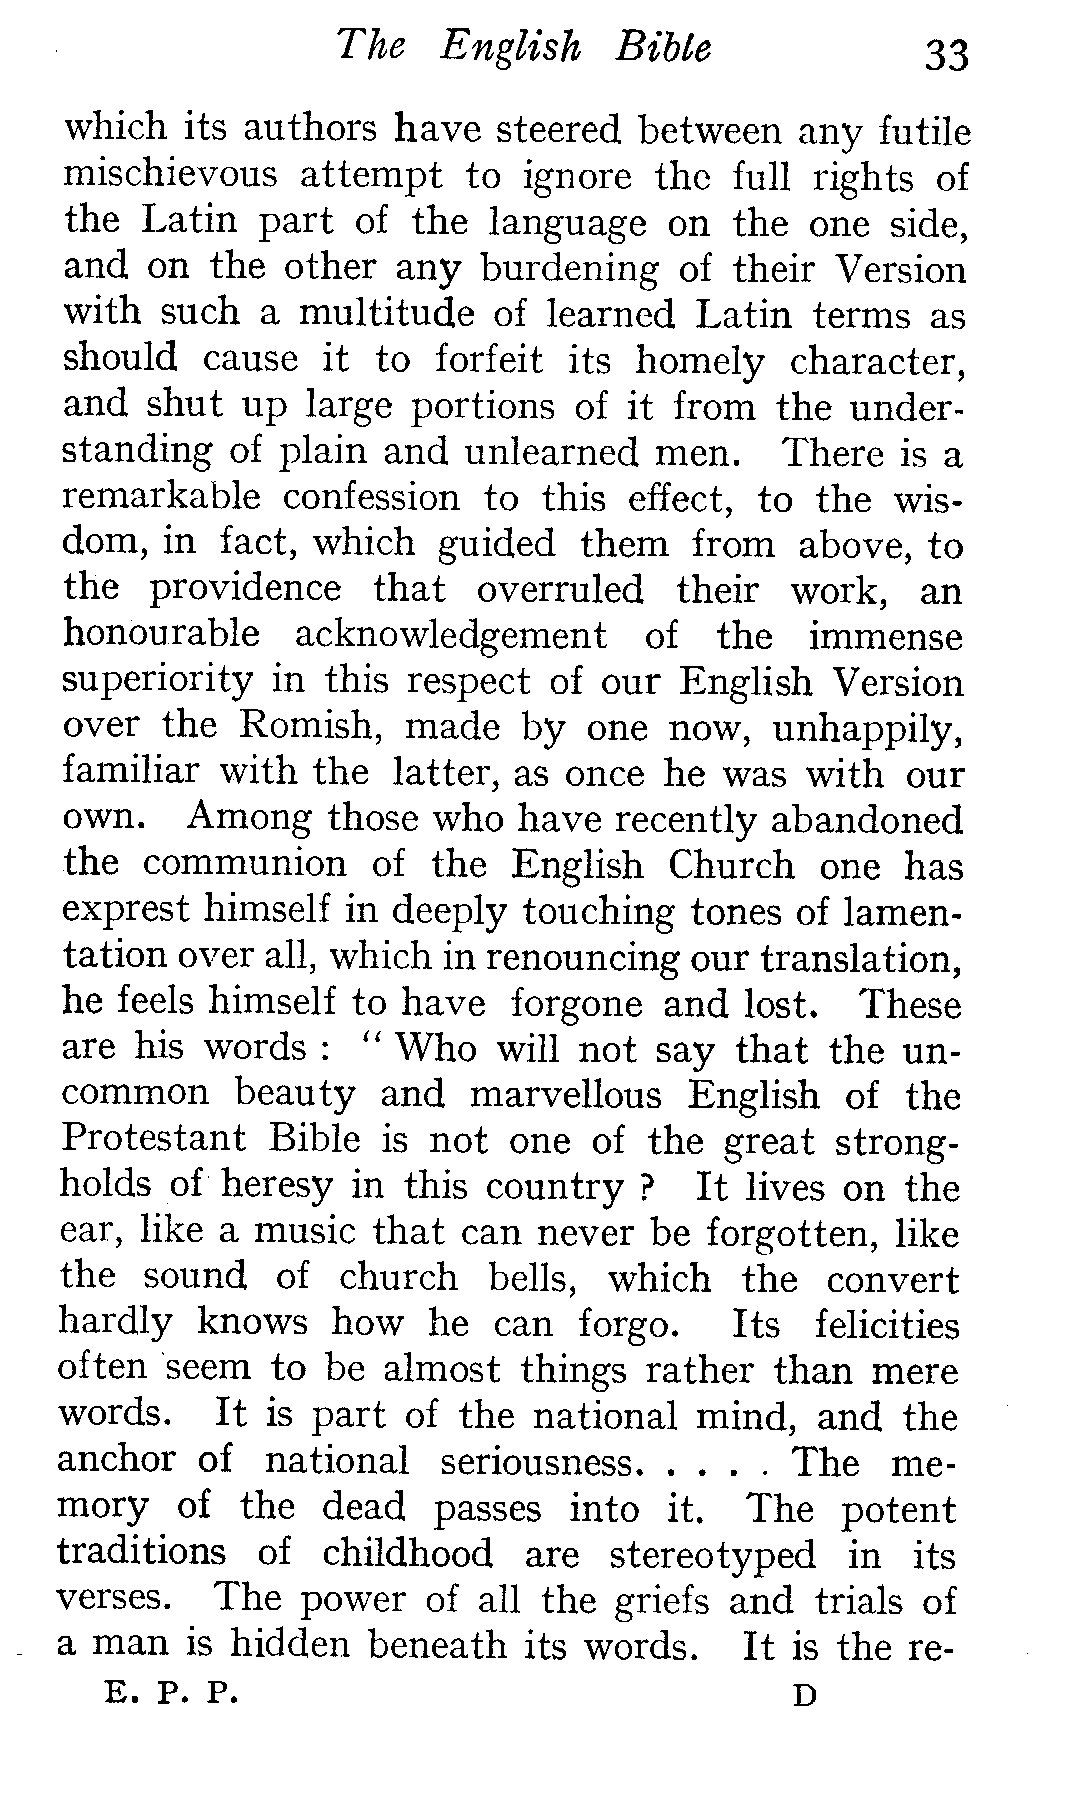 The English Bible 33
which its authors have steered between any futile
mischievous attempt to ignore the full rights of
the Latin part of the language on the one side,
and on the other any burdening of their Version
with such a multitude of learned Latin terms as
should cause it to forfeit its homely character,
and shut up large portions of it from the under-
standing of plain and unlearned men. There is a
remarkable confession to this effect, to the wis-
dom, in fact, which guided them from above, to
the providence that overruled their work, an
honourable acknowledgement of the immense
superiority in this respect of our English Version
over the Romish, made by one now, unhappily,
familiar with the latter, as once he was with our
own. Among those who have recently abandoned
the communion of the English Church one has
exprest himself in deeply touching tones of lamen-
tation over all, which in renouncing our translation,
he feels himself to have forgone and lost. These
are his words : “ Who will not say that the un-
common beauty and marvellous English of the
Protestant Bible is not one of the great strong-
holds of heresy in this country ? It lives on the
ear, like a music that can never be forgotten, like
the sound of church bells, which the convert
hardly knows how he can forgo. Its felicities
often seem to be almost things rather than mere
words. It is part of the national mind, and the
anchor of national seriousness. . . . . The me-
mory of the dead passes into it. The potent
traditions of childhood are stereotyped in its
verses. The power of all the griefs and trials of
a man is hidden beneath its words. It is the re-
E. P. P. D